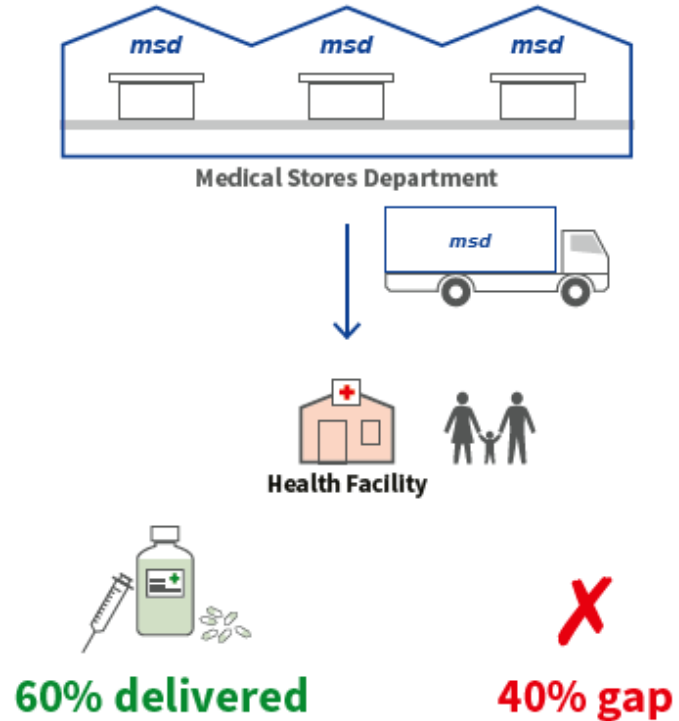 msd msd msd
Medical Stores Department
msd
Health Facility
60% delivered
40% gap